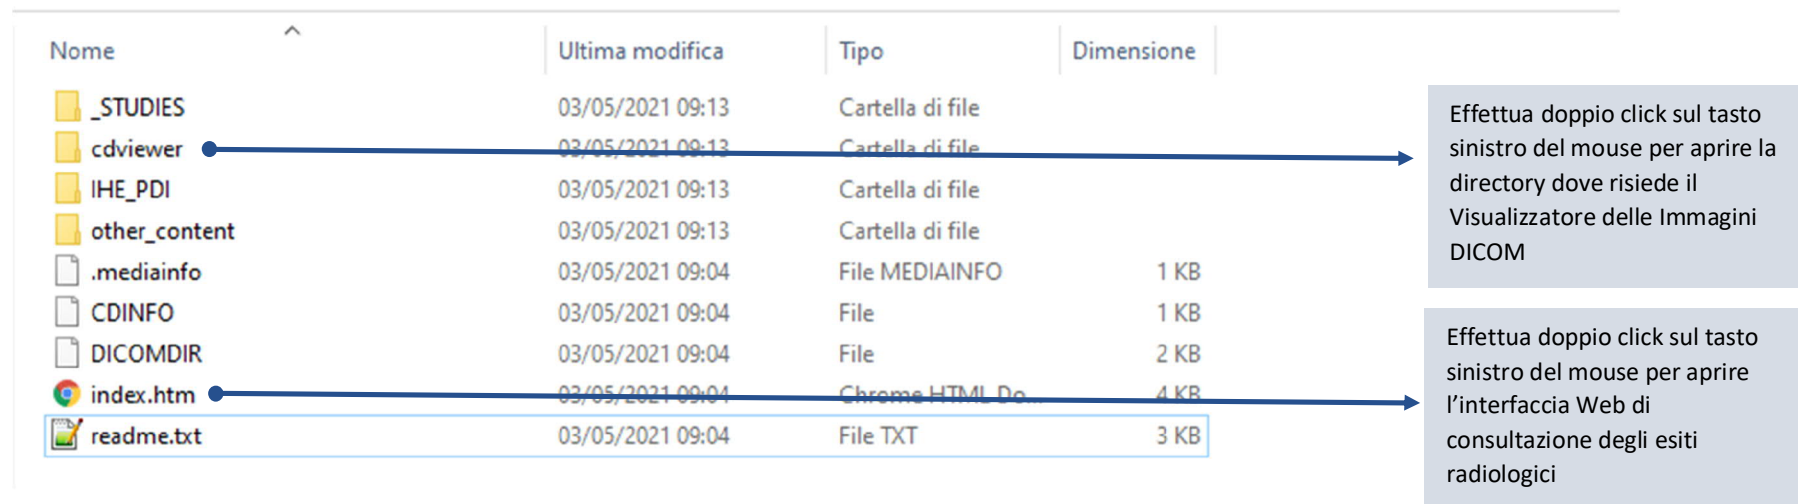 Nome Ultima modifica Tipo Dimensione
_STUDIES 03/05/2021 09:13 Cartella di file
cdviewer 03/05/2021 09:13 Cartella di file
IHE_PDI 03/05/2021 09:13 Cartella di file
other_content 03/05/2021 09:13 Cartella di file
.mediainfo 03/05/2021 09:04 File MEDIAINFO 1 KB
CDINFO 03/05/2021 09:04 File 1 KB
DICOMDIR 03/05/2021 09:04 File 2 KB
index.htm 03/05/2021 09:04 Chrome HTML Do... 4 KB
readme.txt 03/05/2021 09:04 File TXT 3 KB
Effettua doppio click sul tasto
sinistro del mouse per aprire la
directory dove risiede il
Visualizzatore delle Immagini
DICOM
Effettua doppio click sul tasto
sinistro del mouse per aprire
l’interfaccia Web di
consultazione degli esiti
radiologici